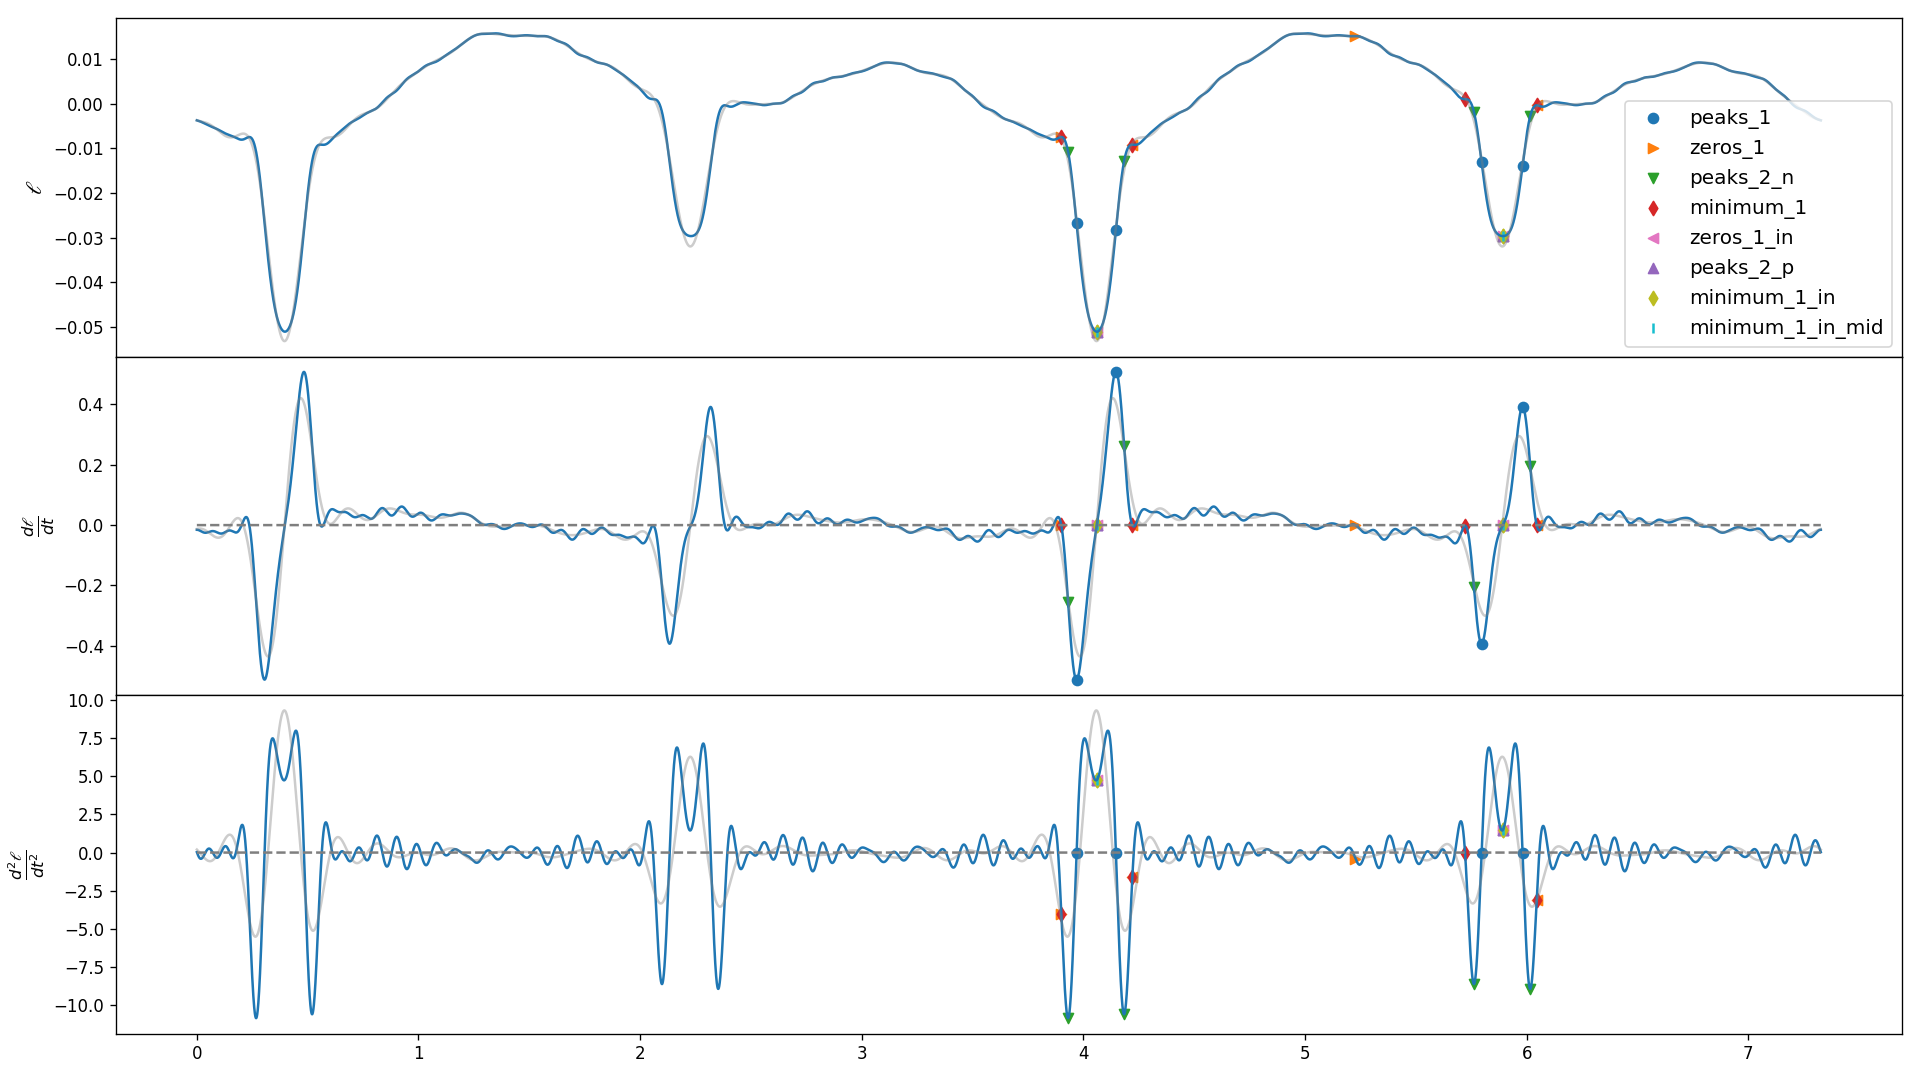 0.01
0.00
−0.01
−0.02
−0.03
−0.04
−0.05
ℓ
peaks_1
zeros_1
peaks_2_n
minimum_1
zeros_1_in
peaks_2_p
minimum_1_in
minimum_1_in_mid
0.4
0.2
0.0
−0.2
−0.4
dℓ
dt
10.0
7.5
5.0
2.5
0.0
−2.5
−5.0
−7.5
−10.0
d²ℓ
dt²
0 1 2 3 4 5 6 7